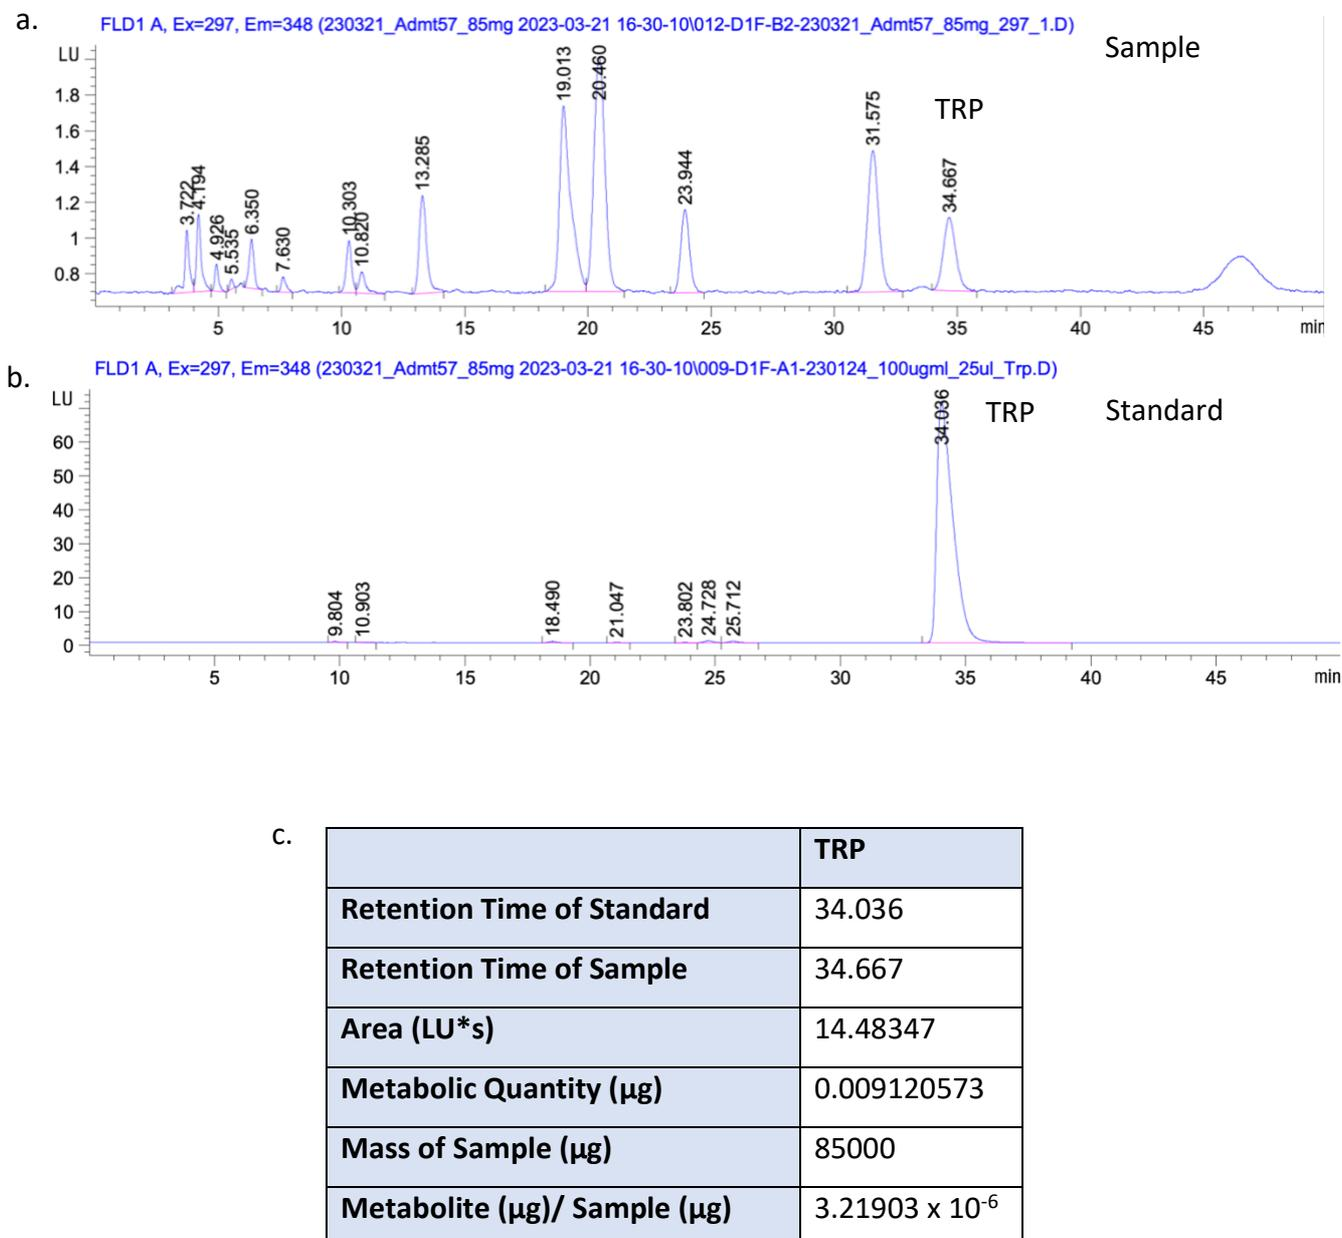 a.
FLD1 A, Ex=297, Em=348 (230321_Admt57_85mg 2023-03-21 16-30-10\012-D1F-B2-230321_Admt57_85mg_297_1.D)
Sample
TRP
LU
1.8
1.6
1.4
1.2
1
0.8
3.722
4.194
4.926
5.535
6.350
7.630
10.303
10.820
13.285
19.013
20.460
23.944
31.575
34.667
5 10 15 20 25 30 35 40 45 min
b.
FLD1 A, Ex=297, Em=348 (230321_Admt57_85mg 2023-03-21 16-30-10\009-D1F-A1-230124_100ugml_25ul_Trp.D)
TRP
Standard
LU
60
50
40
30
20
10
0
9.804
10.903
18.490
21.047
23.802
24.728
25.712
34.036
5 10 15 20 25 30 35 40 45 min
c.
TRP
Retention Time of Standard 34.036
Retention Time of Sample 34.667
Area (LU*s) 14.48347
Metabolic Quantity (µg) 0.009120573
Mass of Sample (µg) 85000
Metabolite (µg)/ Sample (µg) 3.21903 x 10⁻⁶